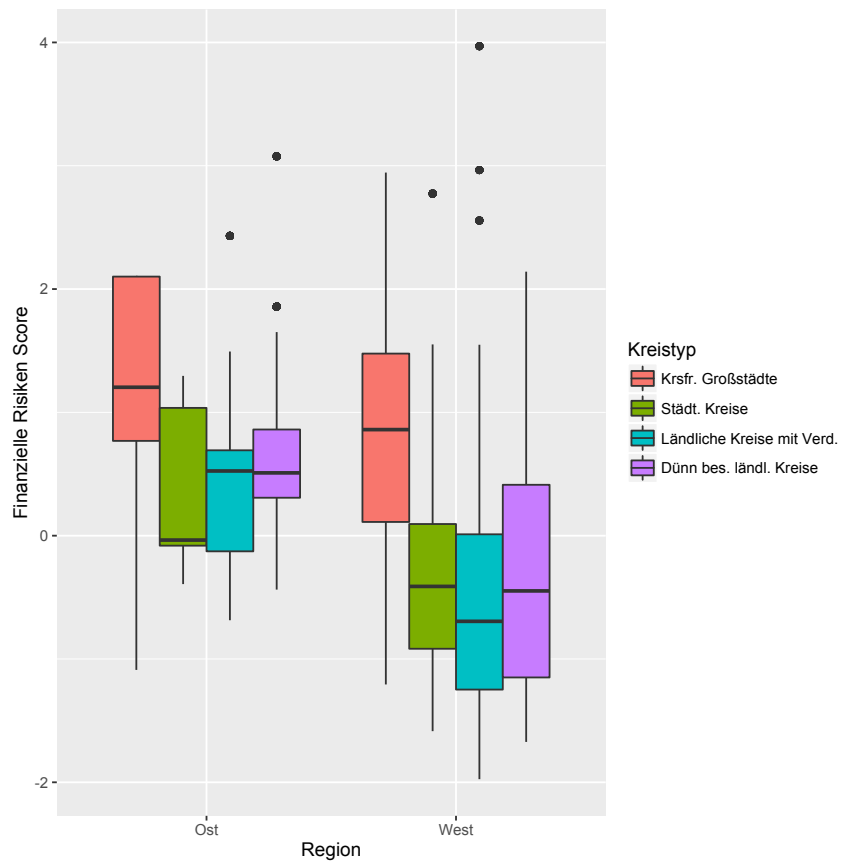 Finanzielle Risiken Score
4
2
0
-2
Ost
West
Region
Kreistyp
Krsfr. Großstädte
Städt. Kreise
Ländliche Kreise mit Verd.
Dünn bes. ländl. Kreise